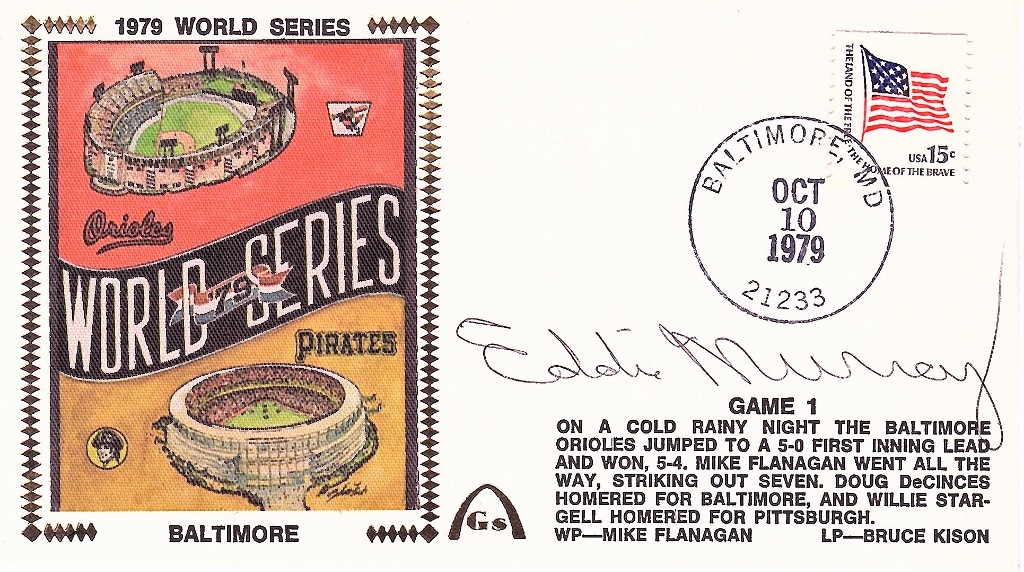 1979 WORLD SERIES
Orioles
WORLD SERIES
'79
PIRATES
BALTIMORE
THE LAND OF THE FREE, THE HOME OF THE BRAVE
USA 15c
BALTIMORE, MD
OCT
10
1979
21233
Eddie Murray
GAME 1
ON A COLD RAINY NIGHT THE BALTIMORE
ORIOLES JUMPED TO A 5-0 FIRST INNING LEAD
AND WON, 5-4. MIKE FLANAGAN WENT ALL THE
WAY, STRIKING OUT SEVEN. DOUG DeCINCES
HOMERED FOR BALTIMORE, AND WILLIE STAR-
GELL HOMERED FOR PITTSBURGH.
WP—MIKE FLANAGAN LP—BRUCE KISON
Gs